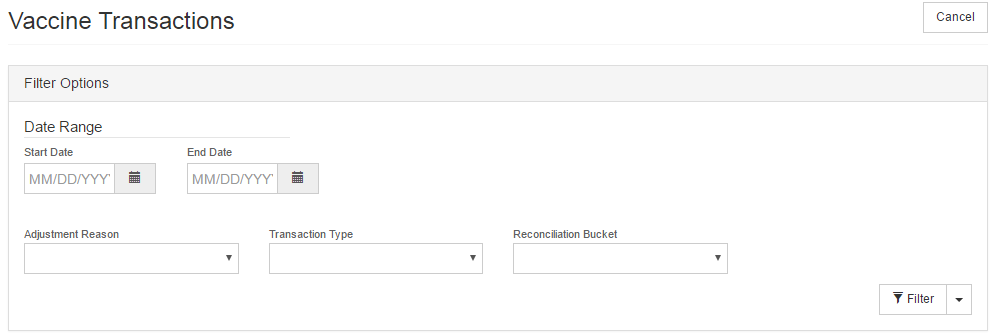 Vaccine Transactions
Cancel
Filter Options
Date Range
Start Date
End Date
MM/DD/YYY
MM/DD/YYY
Adjustment Reason
Transaction Type
Reconciliation Bucket
Filter